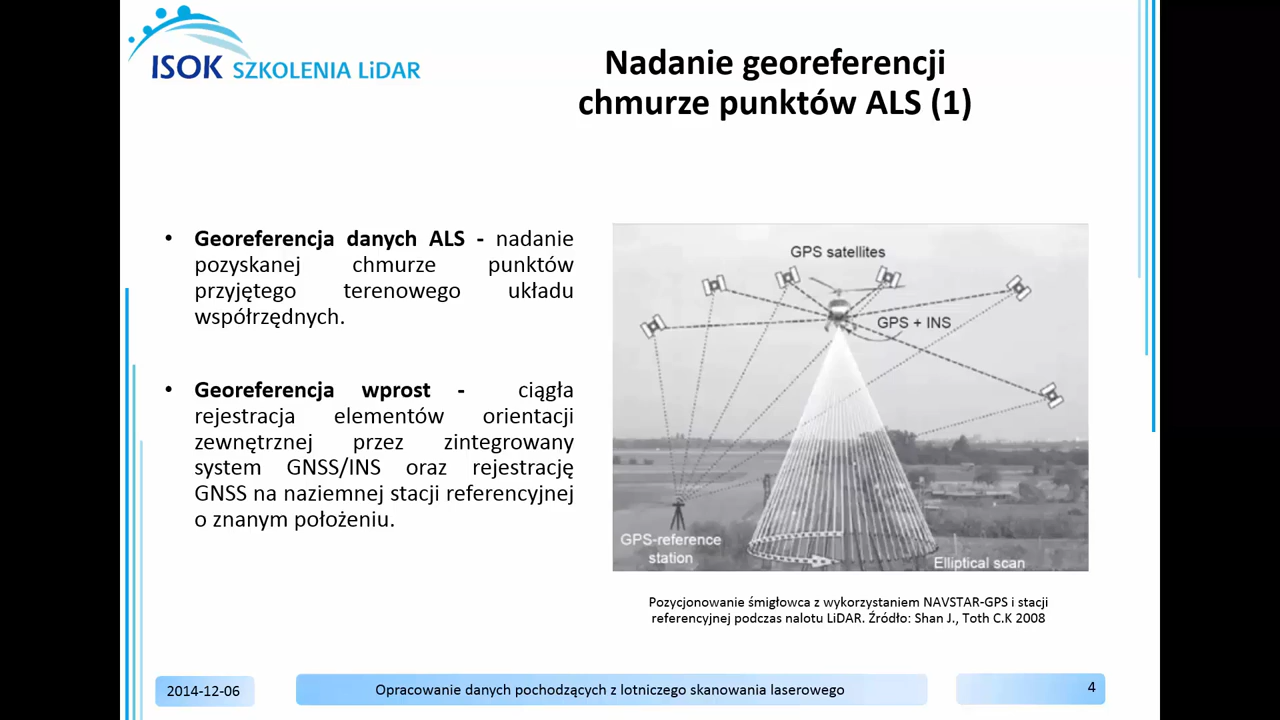 ISOK SZKOLENIA LiDAR
Nadanie georeferencji
chmurze punktów ALS (1)
• Georeferencja danych ALS - nadanie
pozyskanej chmurze punktów
przyjętego terenowego układu
współrzędnych.
• Georeferencja wprost - ciągła
rejestracja elementów orientacji
zewnętrznej przez zintegrowany
system GNSS/INS oraz rejestrację
GNSS na naziemnej stacji referencyjnej
o znanym położeniu.
GPS satellites
GPS + INS
GPS-reference
station
Elliptical scan
Pozycjonowanie śmigłowca z wykorzystaniem NAVSTAR-GPS i stacji
referencyjnej podczas nalotu LiDAR. Źródło: Shan J., Toth C.K 2008
2014-12-06
Opracowanie danych pochodzących z lotniczego skanowania laserowego
4